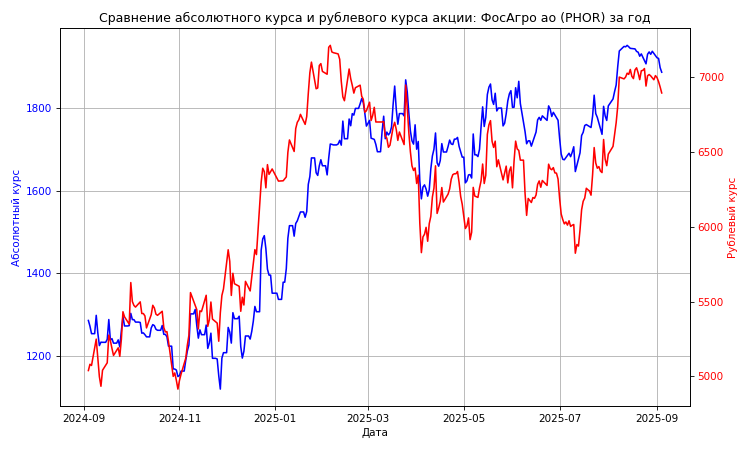 Сравнение абсолютного курса и рублевого курса акции: ФосАгро ао (PHOR) за год
Абсолютный курс
1800
1600
1400
1200
7000
6500
6000
5500
5000
Рублевый курс
2024-09 2024-11 2025-01 2025-03 2025-05 2025-07 2025-09
Дата